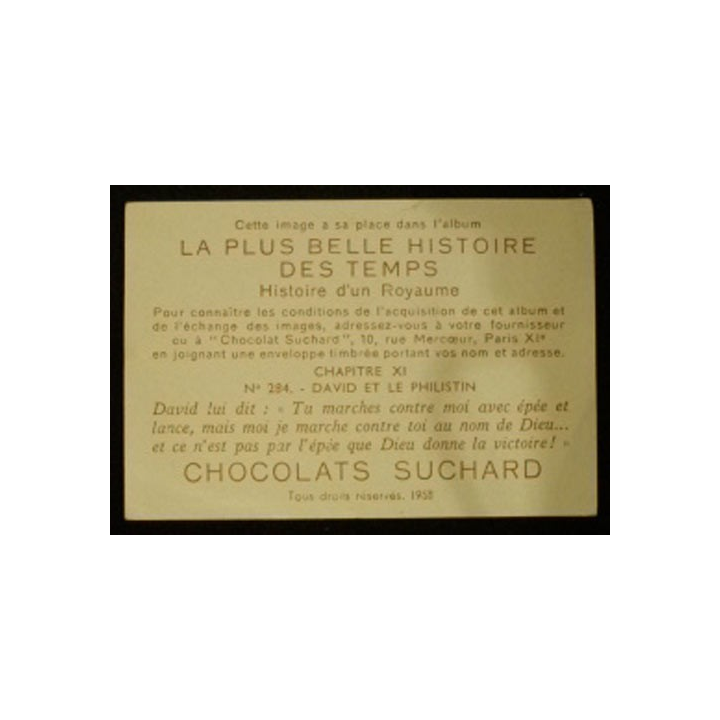 Cette image a sa place dans l'album
LA PLUS BELLE HISTOIRE
DES TEMPS
Histoire d'un Royaume
Pour connaître les conditions de l'acquisition de cet album et
de l'échange des images, adressez-vous à votre fournisseur
ou à "Chocolat Suchard", 10, rue Mercœur, Paris XIe
en joignant une enveloppe timbrée portant vos nom et adresse.
CHAPITRE XI
No 284. - DAVID ET LE PHILISTIN
David lui dit : « Tu marches contre moi avec épée et
lance, mais moi je marche contre toi au nom de Dieu...
et ce n'est pas par l'épée que Dieu donne la victoire! »
CHOCOLATS SUCHARD
Tous droits réservés. 1958